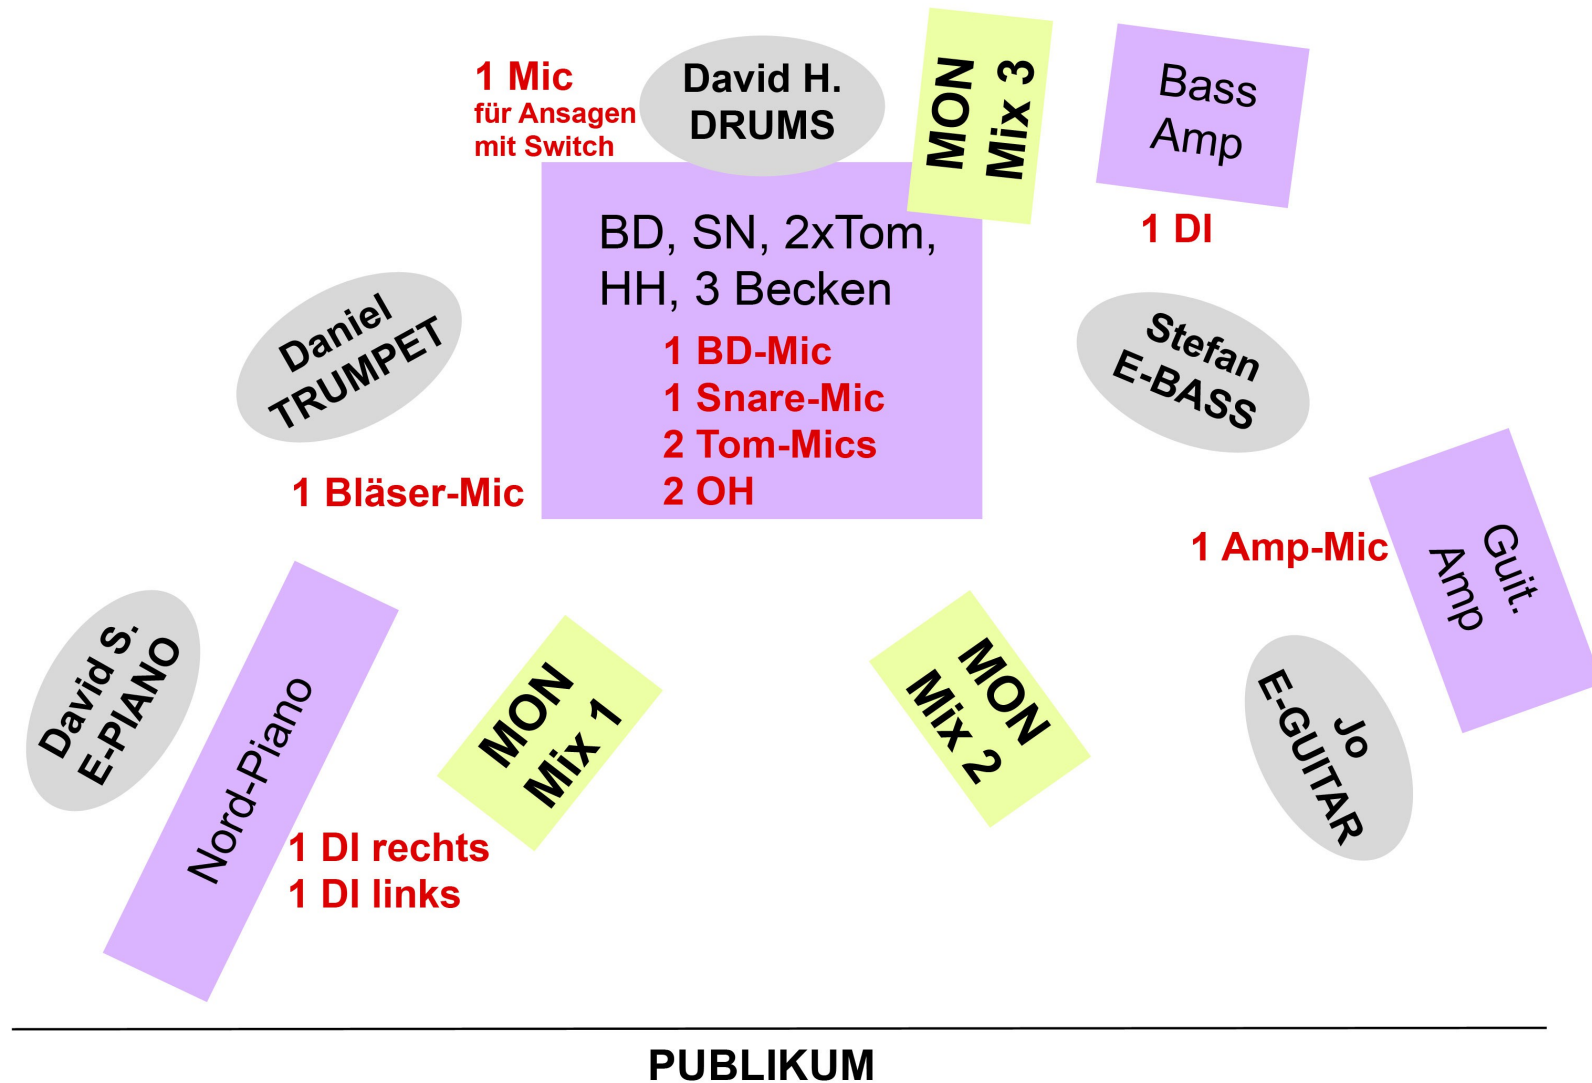 1 Mic
für Ansagen
mit Switch
David H.
DRUMS
MON
Mix 3
Bass
Amp
1 DI
BD, SN, 2xTom,
HH, 3 Becken
1 BD-Mic
1 Snare-Mic
2 Tom-Mics
2 OH
Daniel
TRUMPET
1 Bläser-Mic
Stefan
E-BASS
1 Amp-Mic
Guit.
Amp
David S.
E-PIANO
Nord-Piano
1 DI rechts
1 DI links
MON
Mix 1
MON
Mix 2
Jo
E-GUITAR
PUBLIKUM